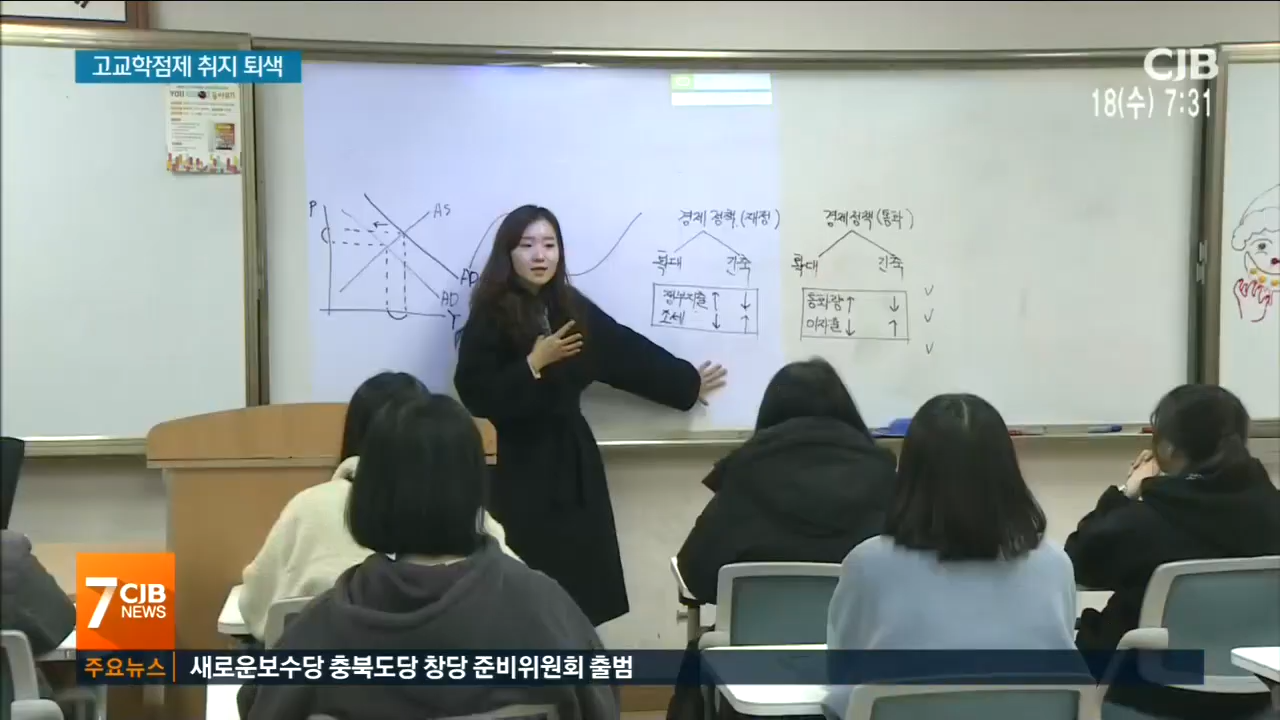 고교학점제 취지 퇴색
CJB
18(수) 7:31
YOU
P
AS
AD
AD
Y
경제 정책 (재정)
확대 긴축
정부지출 ↑ ↓
조세 ↓ ↑
경제정책 (통화)
확대 긴축
통화량 ↑ ↓
이자율 ↓ ↑
V
V
V
7 CJB
NEWS
주요뉴스 새로운보수당 충북도당 창당 준비위원회 출범